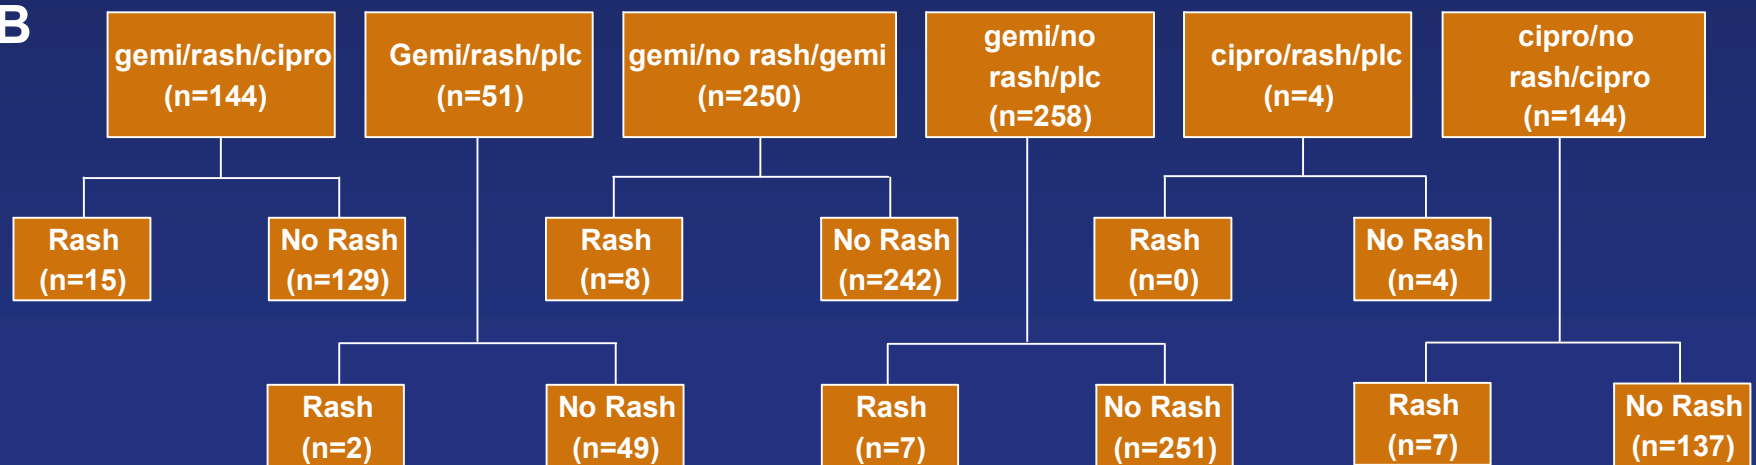 B
gemi/rash/cipro
(n=144)
Gemi/rash/plc
(n=51)
gemi/no rash/gemi
(n=250)
gemi/no
rash/plc
(n=258)
cipro/rash/plc
(n=4)
cipro/no
rash/cipro
(n=144)
Rash
(n=15)
No Rash
(n=129)
Rash
(n=8)
No Rash
(n=242)
Rash
(n=0)
No Rash
(n=4)
Rash
(n=2)
No Rash
(n=49)
Rash
(n=7)
No Rash
(n=251)
Rash
(n=7)
No Rash
(n=137)